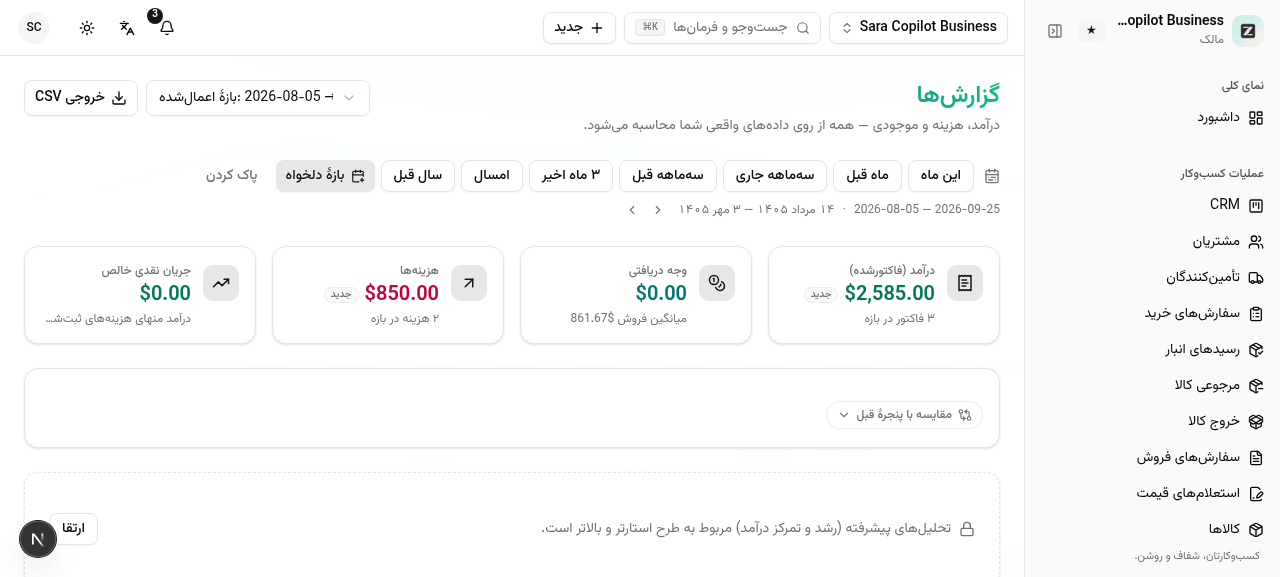 ...opilot Business
مالک
Sara Copilot Business
جست‌وجو و فرمان‌ها
⌘K
جدید
3
SC
نمای کلی
داشبورد
عملیات کسب‌وکار
CRM
مشتریان
تأمین‌کنندگان
سفارش‌های خرید
رسیدهای انبار
مرجوعی کالا
خروج کالا
سفارش‌های فروش
استعلام‌های قیمت
کالاها
کسب‌وکارتان، شفاف و روشن.
گزارش‌ها
درآمد، هزینه و موجودی — همه از روی داده‌های واقعی شما محاسبه می‌شود.
بازهٔ اعمال‌شده: 2026-08-05 –
خروجی CSV
این ماه
ماه قبل
سه‌ماهه جاری
سه‌ماهه قبل
۳ ماه اخیر
امسال
سال قبل
بازهٔ دلخواه
پاک کردن
2026-08-05 — 2026-09-25 · ۱۴ مرداد ۱۴۰۵ — ۳ مهر ۱۴۰۵
درآمد (فاکتورشده)
$2,585.00 جدید
۳ فاکتور در بازه
وجه دریافتی
$0.00
میانگین فروش $861.67
هزینه‌ها
$850.00 جدید
۲ هزینه در بازه
جریان نقدی خالص
$0.00
درآمد منهای هزینه‌های ثبت‌شـ...
مقایسه با پنجرهٔ قبل
تحلیل‌های پیشرفته (رشد و تمرکز درآمد) مربوط به طرح استارتر و بالاتر است.
ارتقا
N